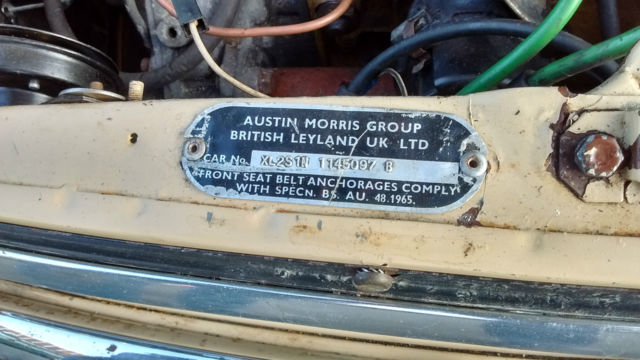 AUSTIN MORRIS GROUP
BRITISH LEYLAND UK LTD
CAR No. XL2S1N 1145097 B
FRONT SEAT BELT ANCHORAGES COMPLY
WITH SPECN. BS. AU. 48.1965.